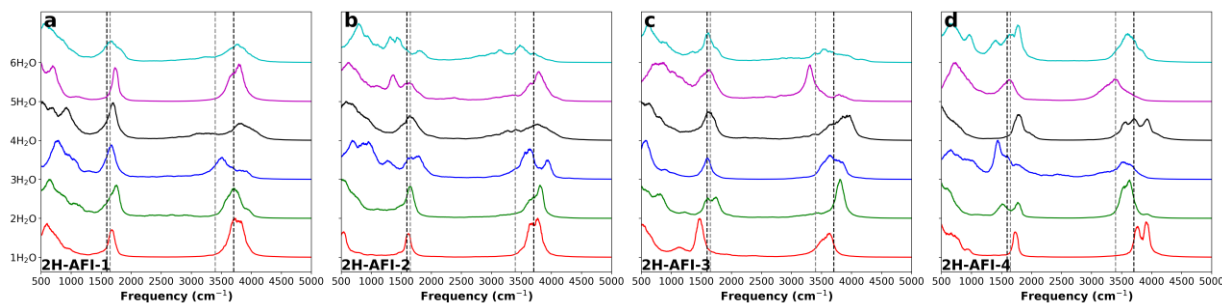 a
b
c
d
6H₂O
5H₂O
4H₂O
3H₂O
2H₂O
1H₂O
2H-AFI-1
2H-AFI-2
2H-AFI-3
2H-AFI-4
500 1000 1500 2000 2500 3000 3500 4000 4500 5000
500 1000 1500 2000 2500 3000 3500 4000 4500 5000
500 1000 1500 2000 2500 3000 3500 4000 4500 5000
500 1000 1500 2000 2500 3000 3500 4000 4500 5000
Frequency (cm⁻¹)
Frequency (cm⁻¹)
Frequency (cm⁻¹)
Frequency (cm⁻¹)